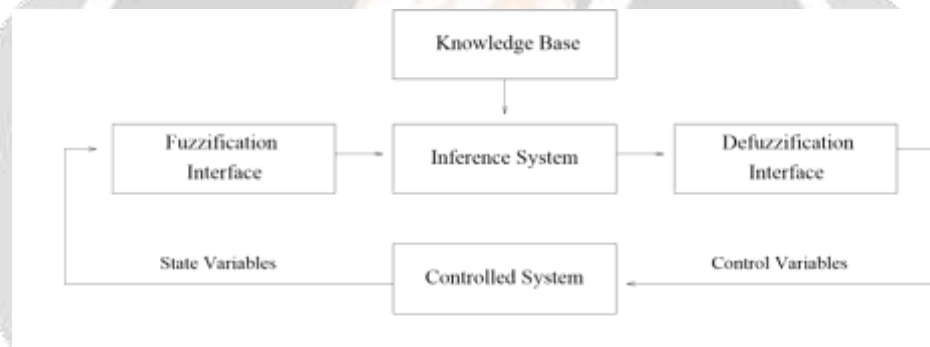 Knowledge Base
Fuzzification
Interface
Inference System
Defuzzification
Interface
State Variables
Controlled System
Control Variables